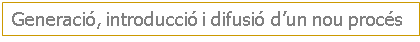 Generació, introducció i difusió d’un nou procés